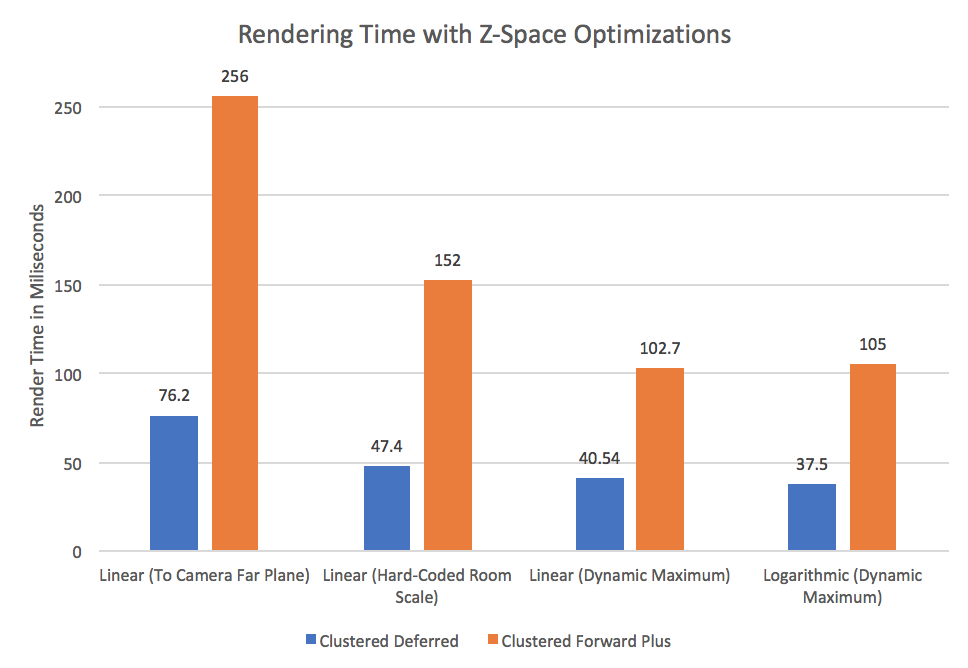 Rendering Time with Z-Space Optimizations
256
250
200
152
150
Render Time in Miliseconds
102.7
105
100
76.2
47.4
40.54
37.5
50
0
Linear (To Camera Far Plane)
Linear (Hard-Coded Room
Scale)
Linear (Dynamic Maximum)
Logarithmic (Dynamic
Maximum)
Clustered Deferred
Clustered Forward Plus